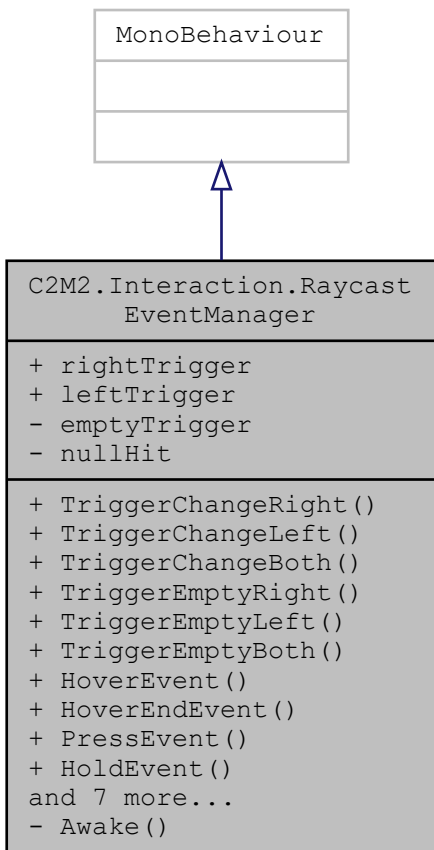 MonoBehaviour
C2M2.Interaction.Raycast
EventManager
+ rightTrigger
+ leftTrigger
- emptyTrigger
- nullHit
+ TriggerChangeRight()
+ TriggerChangeLeft()
+ TriggerChangeBoth()
+ TriggerEmptyRight()
+ TriggerEmptyLeft()
+ TriggerEmptyBoth()
+ HoverEvent()
+ HoverEndEvent()
+ PressEvent()
+ HoldEvent()
and 7 more...
- Awake()